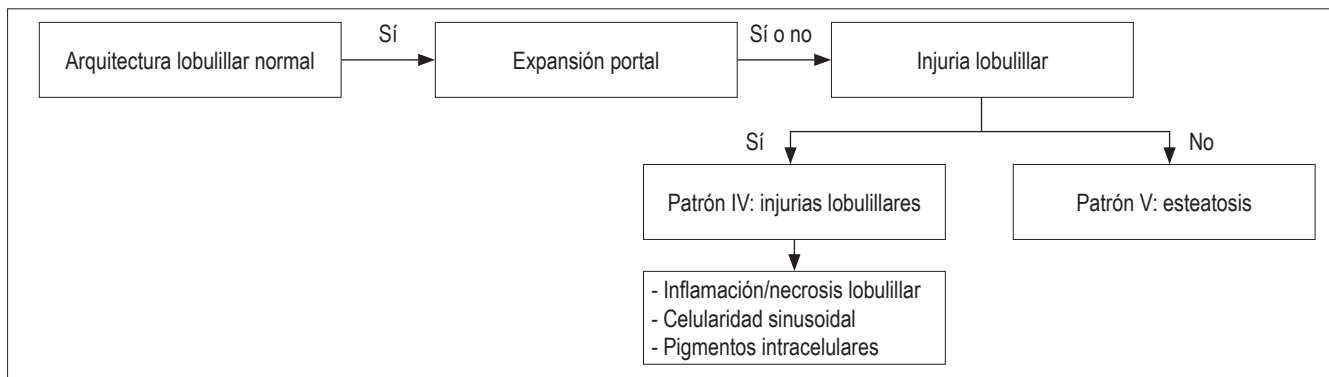 Arquitectura lobulillar normal
Sí
Expansión portal
Sí o no
Injuria lobulillar
Sí
No
Patrón IV: injurias lobulillares
Patrón V: esteatosis
- Inflamación/necrosis lobulillar
- Celularidad sinusoidal
- Pigmentos intracelulares